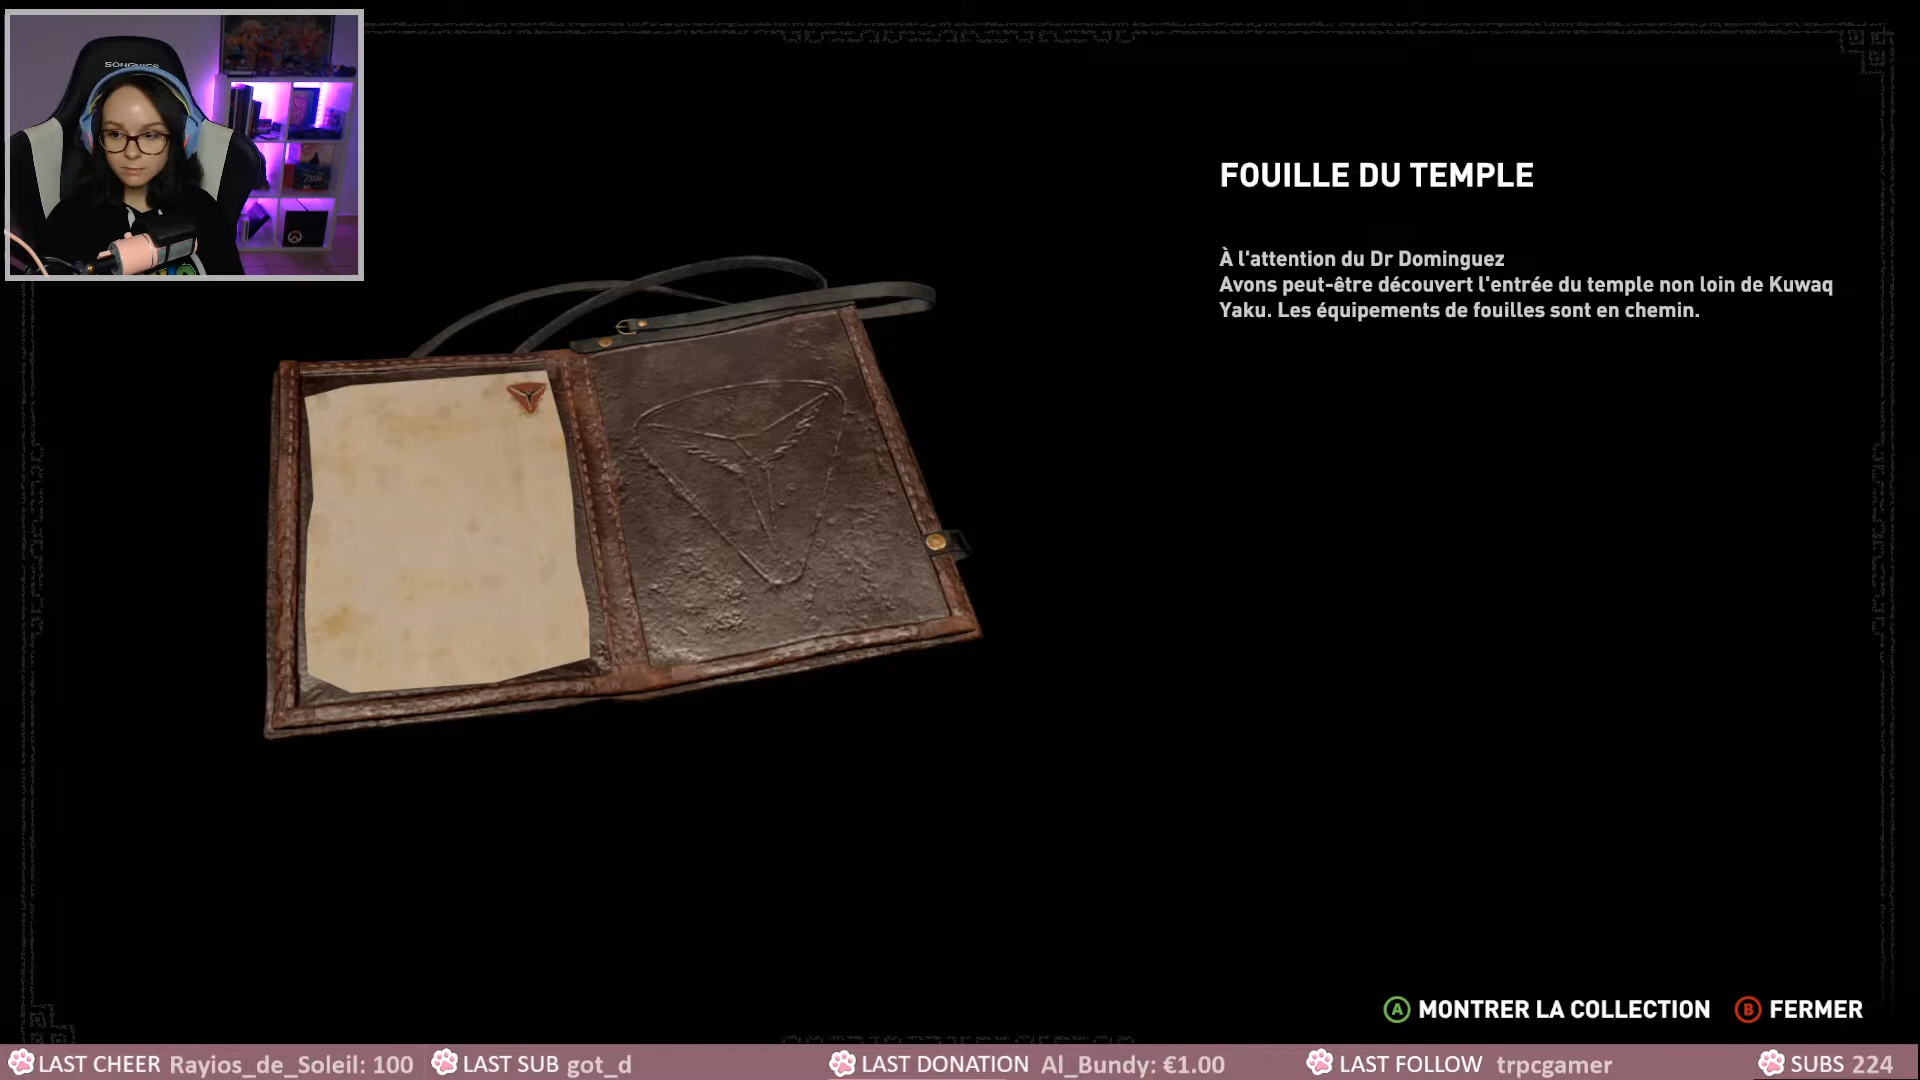 SONGMICS
FOUILLE DU TEMPLE
À l'attention du Dr Dominguez
Avons peut-être découvert l'entrée du temple non loin de Kuwaq
Yaku. Les équipements de fouilles sont en chemin.
A MONTRER LA COLLECTION B FERMER
LAST CHEER Rayios_de_Soleil: 100 LAST SUB got_d LAST DONATION Al_Bundy: €1.00 LAST FOLLOW trpcgamer SUBS 224